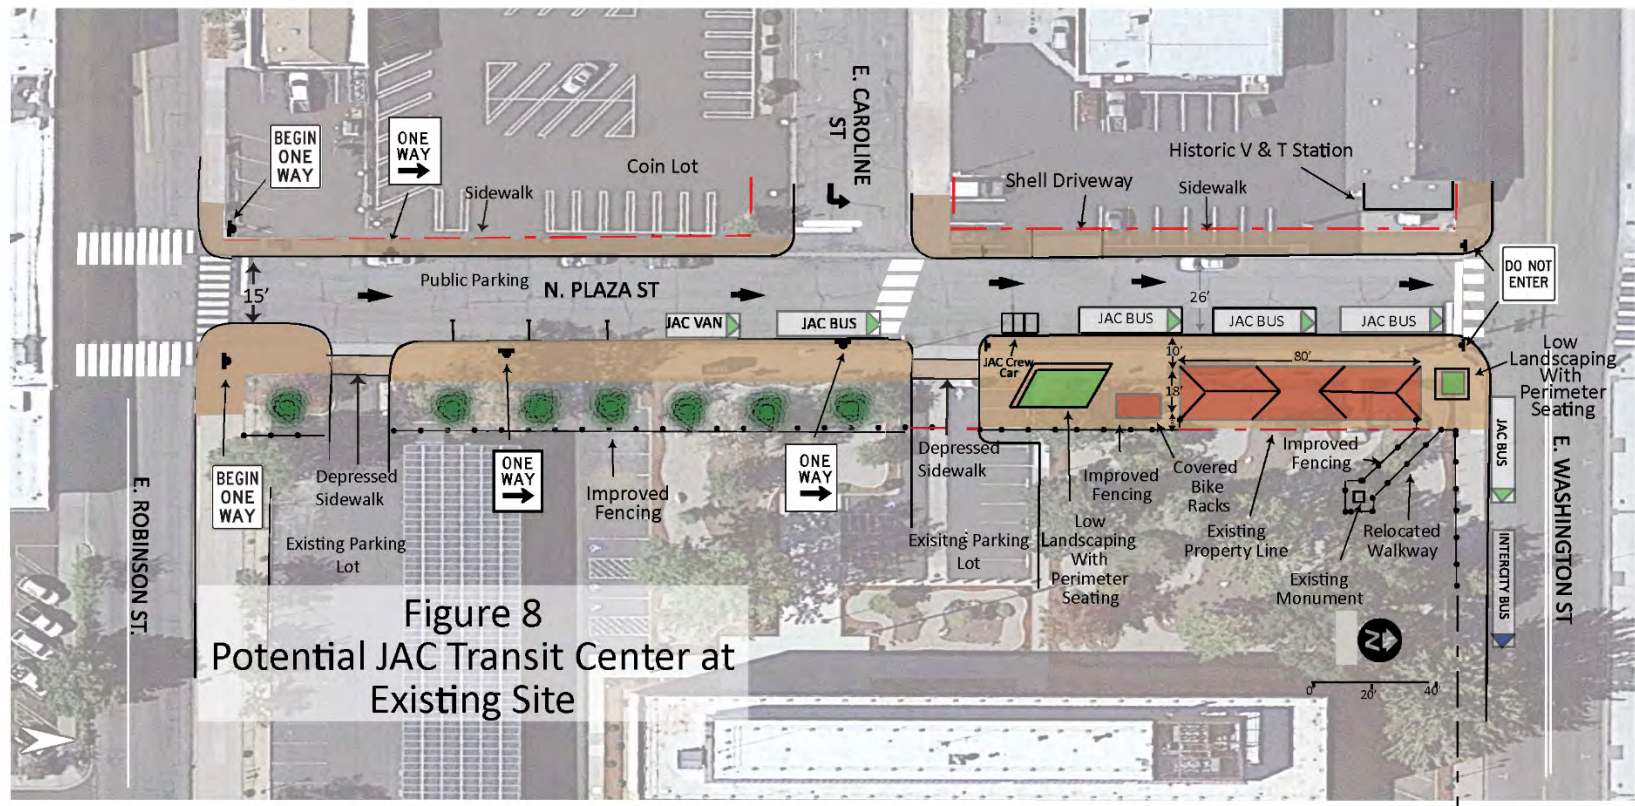 BEGIN
ONE
WAY
ONE
WAY
Coin Lot
Sidewalk
E. CAROLINE
ST
Historic V & T Station
Shell Driveway
Sidewalk
DO NOT
ENTER
15'
Public Parking
N. PLAZA ST
26'
JAC VAN
JAC BUS
JAC BUS
JAC BUS
JAC BUS
JAC Crew
Car
10'
80'
18'
Low
Landscaping
With
Perimeter
Seating
BEGIN
ONE
WAY
Depressed
Sidewalk
ONE
WAY
Improved
Fencing
ONE
WAY
Depressed
Sidewalk
Improved
Fencing
Covered
Bike
Racks
Improved
Fencing
JAC BUS
E. WASHINGTON ST
E. ROBINSON ST.
Existing Parking
Lot
Exisitng Parking
Lot
Low
Landscaping
With
Perimeter
Seating
Existing
Property Line
Relocated
Walkway
Existing
Monument
INTERCITY BUS
Figure 8
Potential JAC Transit Center at
Existing Site
N
0'
20'
40'